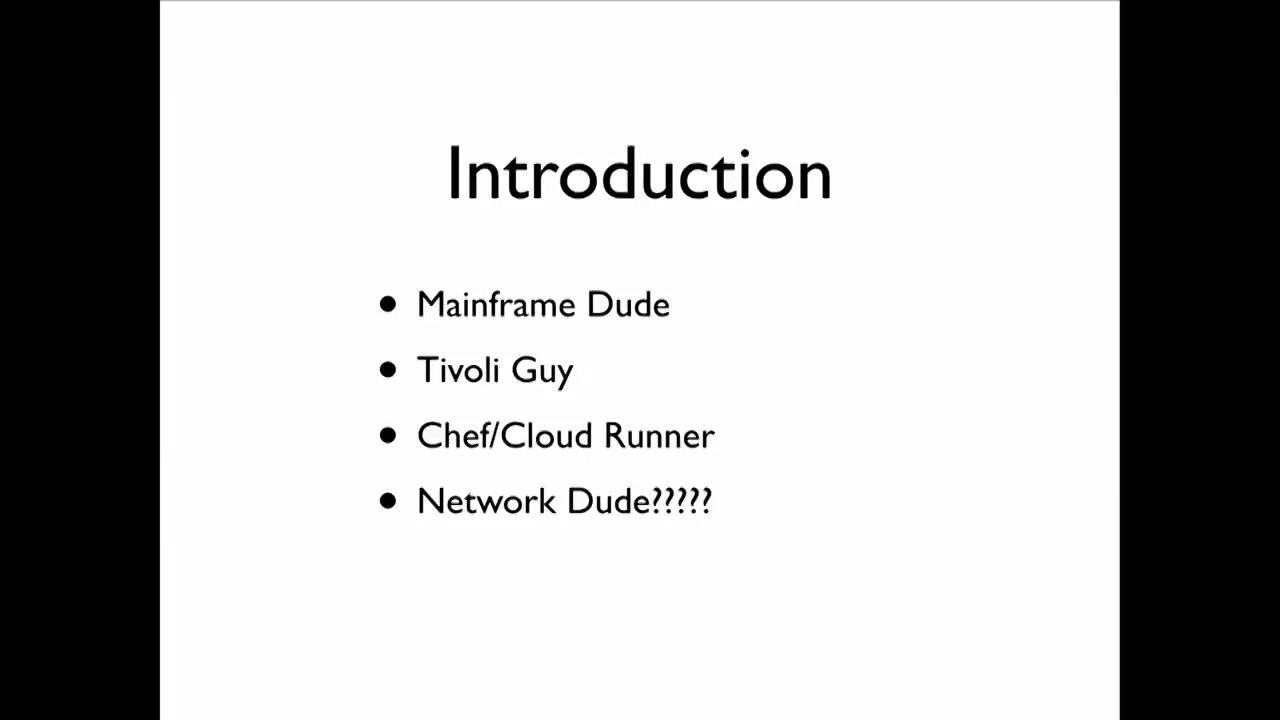 Introduction
• Mainframe Dude
• Tivoli Guy
• Chef/Cloud Runner
• Network Dude?????